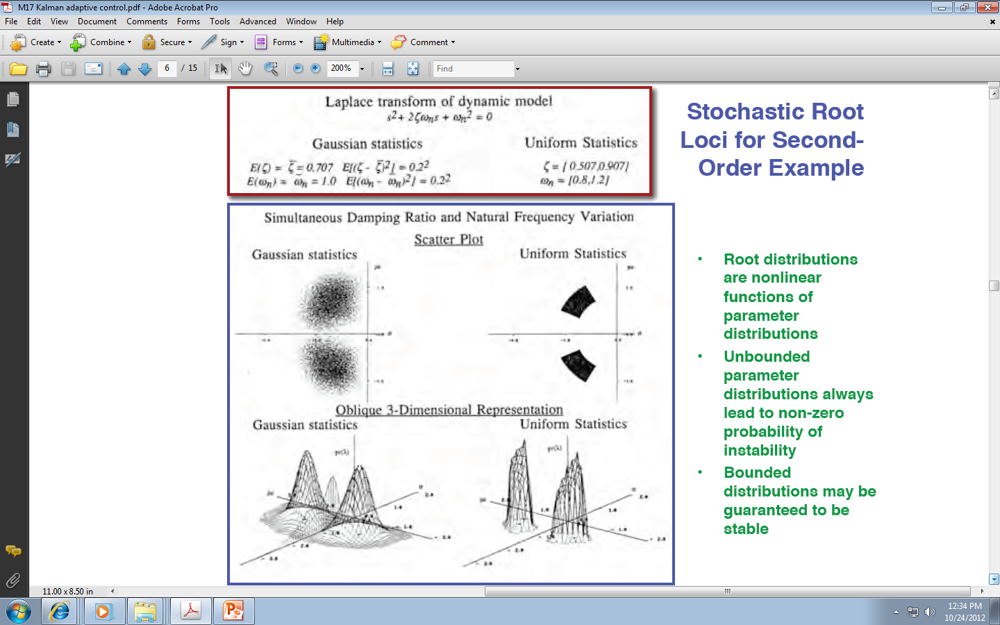 M17 Kalman adaptive control.pdf - Adobe Acrobat Pro
File Edit View Document Comments Forms Tools Advanced Window Help
Create Combine Secure Sign Forms Multimedia Comment
6 / 15 200% Find
Laplace transform of dynamic model
s²+ 2ζωₙs + ωₙ² = 0
Gaussian statistics Uniform Statistics
E(ζ) = ζ̄ = 0.707 E[(ζ - ζ̄)²] = 0.2² ζ = [ 0.507,0.907]
E(ωₙ) = ω̄ₙ = 1.0 E[(ωₙ - ω̄ₙ)²] = 0.2² ωₙ = [0.8,1.2]
Stochastic Root
Loci for Second-
Order Example
Simultaneous Damping Ratio and Natural Frequency Variation
Scatter Plot
Gaussian statistics Uniform Statistics
Oblique 3-Dimensional Representation
Gaussian statistics Uniform Statistics
pr(λ) pr(λ)
• Root distributions
are nonlinear
functions of
parameter
distributions
• Unbounded
parameter
distributions always
lead to non-zero
probability of
instability
• Bounded
distributions may be
guaranteed to be
stable
11.00 x 8.50 in
12:34 PM
10/24/2012